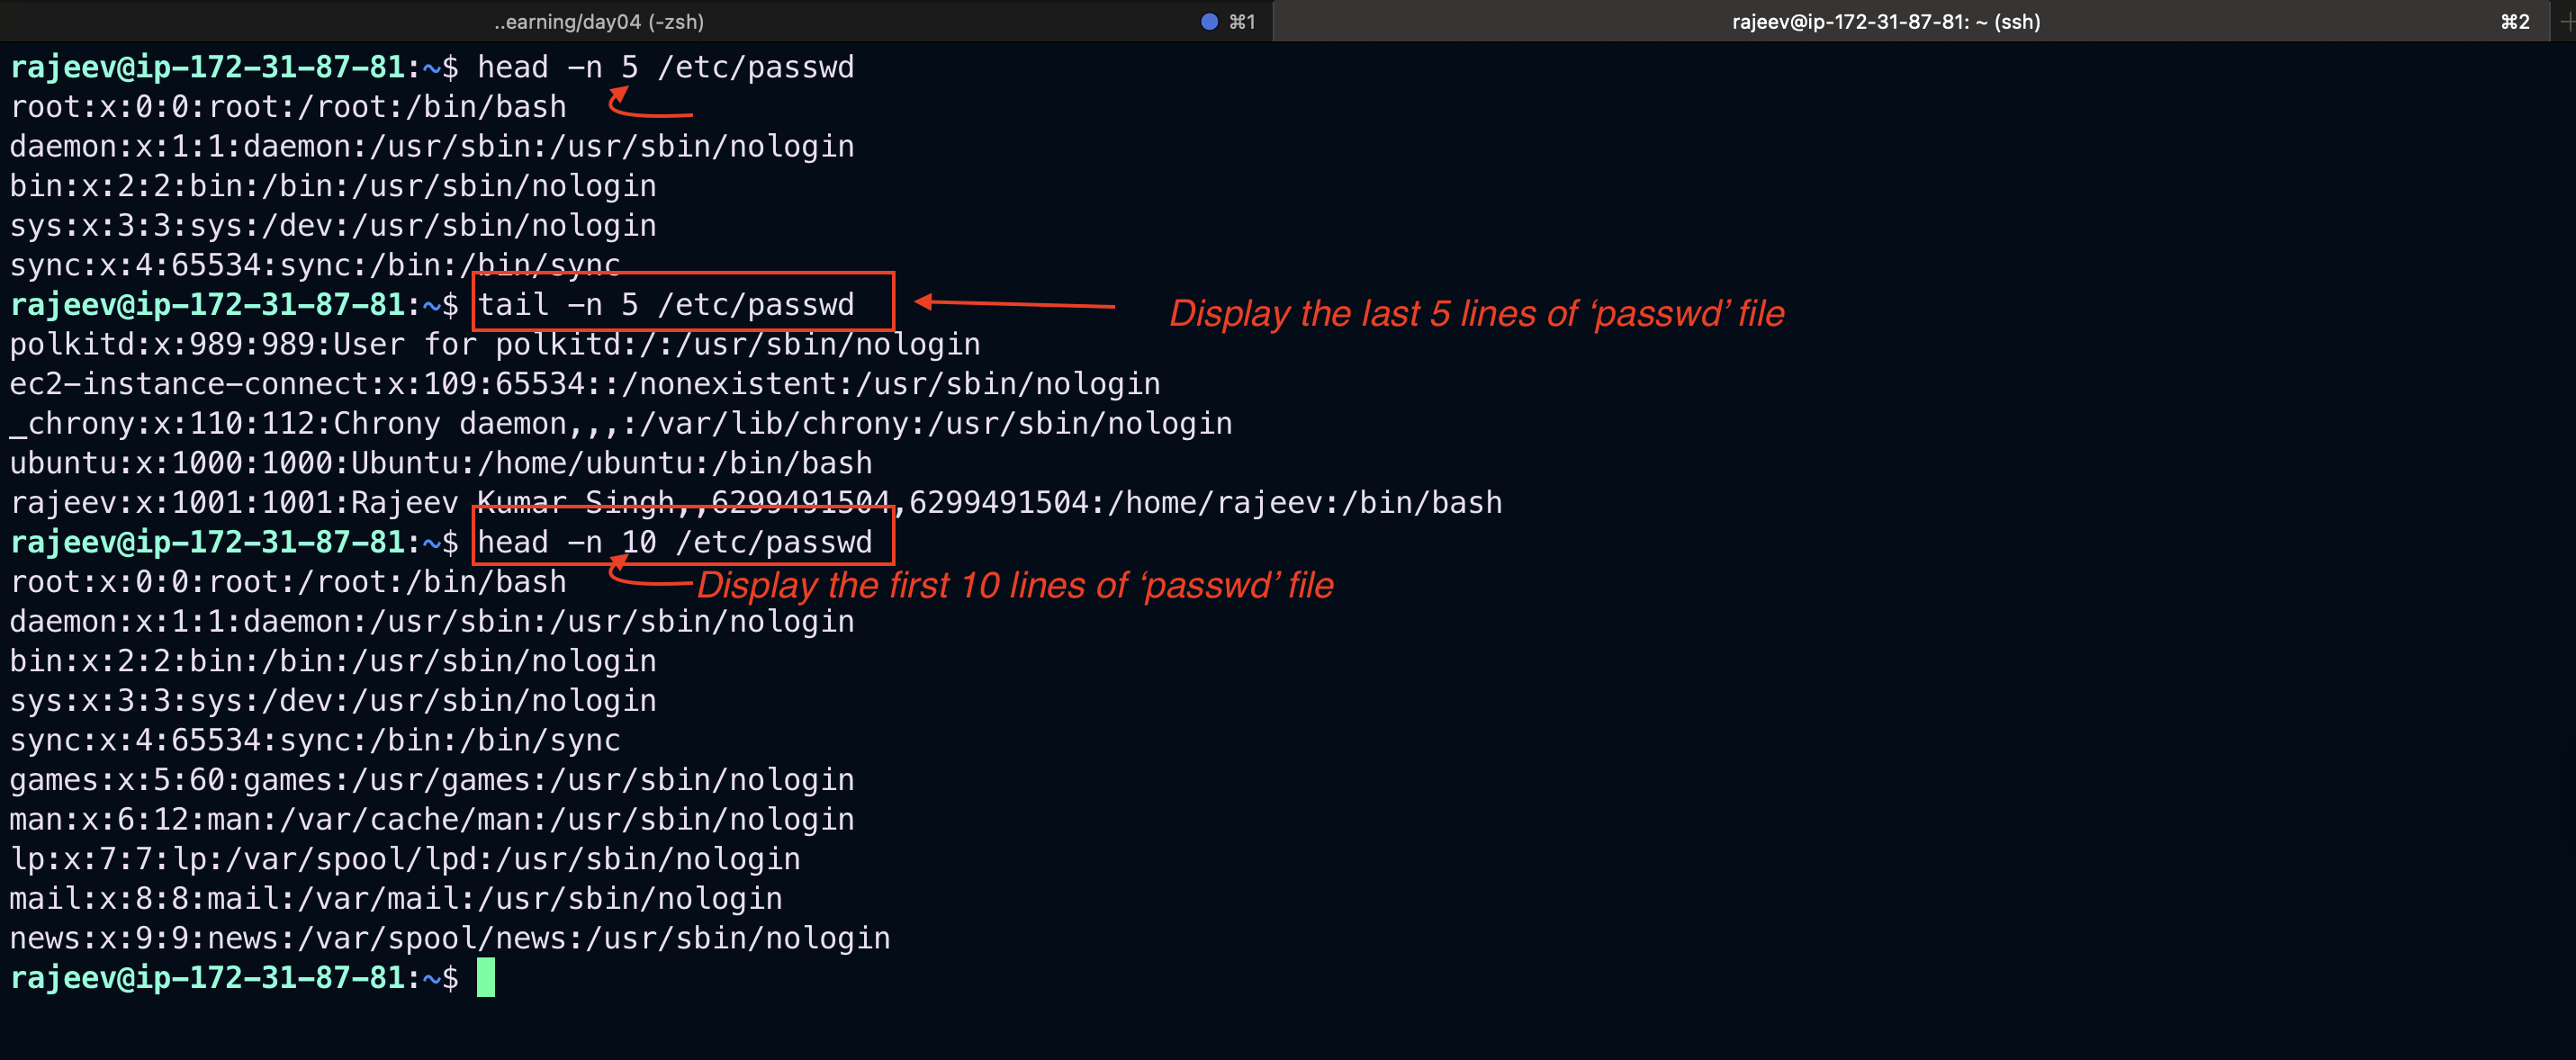 ..earning/day04 (-zsh) ⌘1 rajeev@ip-172-31-87-81: ~ (ssh) ⌘2
rajeev@ip-172-31-87-81:~$ head -n 5 /etc/passwd
root:x:0:0:root:/root:/bin/bash
daemon:x:1:1:daemon:/usr/sbin:/usr/sbin/nologin
bin:x:2:2:bin:/bin:/usr/sbin/nologin
sys:x:3:3:sys:/dev:/usr/sbin/nologin
sync:x:4:65534:sync:/bin:/bin/sync
rajeev@ip-172-31-87-81:~$ tail -n 5 /etc/passwd
Display the last 5 lines of ‘passwd’ file
polkitd:x:989:989:User for polkitd:/:/usr/sbin/nologin
ec2-instance-connect:x:109:65534::/nonexistent:/usr/sbin/nologin
_chrony:x:110:112:Chrony daemon,,,:/var/lib/chrony:/usr/sbin/nologin
ubuntu:x:1000:1000:Ubuntu:/home/ubuntu:/bin/bash
rajeev:x:1001:1001:Rajeev Kumar Singh,,6299491504,6299491504:/home/rajeev:/bin/bash
rajeev@ip-172-31-87-81:~$ head -n 10 /etc/passwd
root:x:0:0:root:/root:/bin/bash
Display the first 10 lines of ‘passwd’ file
daemon:x:1:1:daemon:/usr/sbin:/usr/sbin/nologin
bin:x:2:2:bin:/bin:/usr/sbin/nologin
sys:x:3:3:sys:/dev:/usr/sbin/nologin
sync:x:4:65534:sync:/bin:/bin/sync
games:x:5:60:games:/usr/games:/usr/sbin/nologin
man:x:6:12:man:/var/cache/man:/usr/sbin/nologin
lp:x:7:7:lp:/var/spool/lpd:/usr/sbin/nologin
mail:x:8:8:mail:/var/mail:/usr/sbin/nologin
news:x:9:9:news:/var/spool/news:/usr/sbin/nologin
rajeev@ip-172-31-87-81:~$